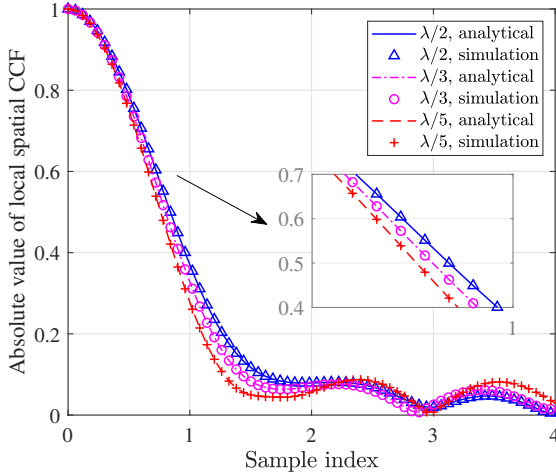 Absolute value of local spatial CCF
1
0.8
0.6
0.4
0.2
0
0
1
2
3
4
Sample index
λ/2, analytical
λ/2, simulation
λ/3, analytical
λ/3, simulation
λ/5, analytical
λ/5, simulation
0.7
0.6
0.5
0.4
1